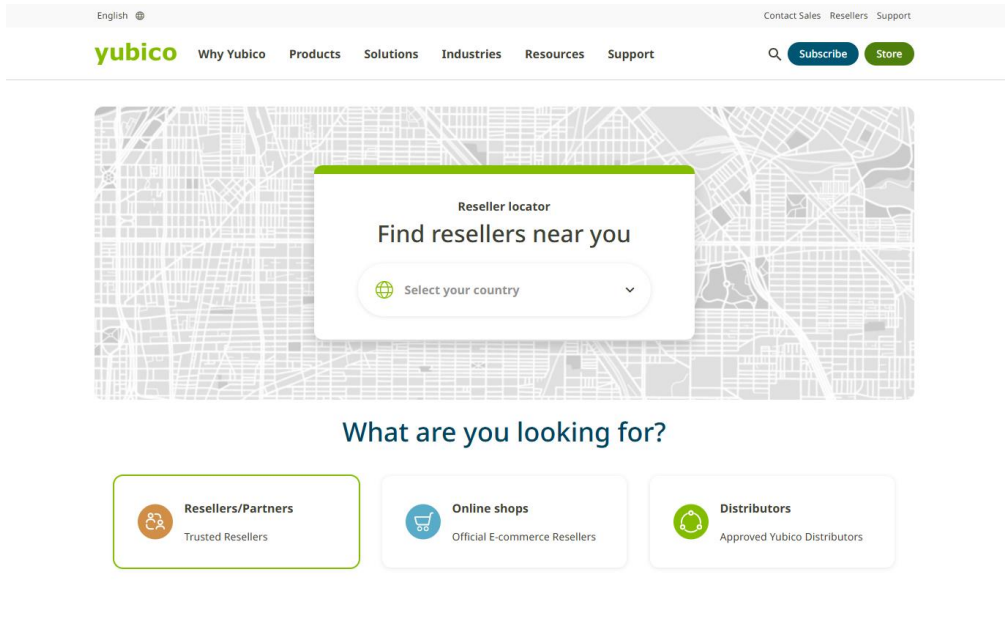 English
Contact Sales Resellers Support
yubico Why Yubico Products Solutions Industries Resources Support Subscribe Store
Reseller locator
Find resellers near you
Select your country
What are you looking for?
Resellers/Partners
Trusted Resellers
Online shops
Official E-commerce Resellers
Distributors
Approved Yubico Distributors